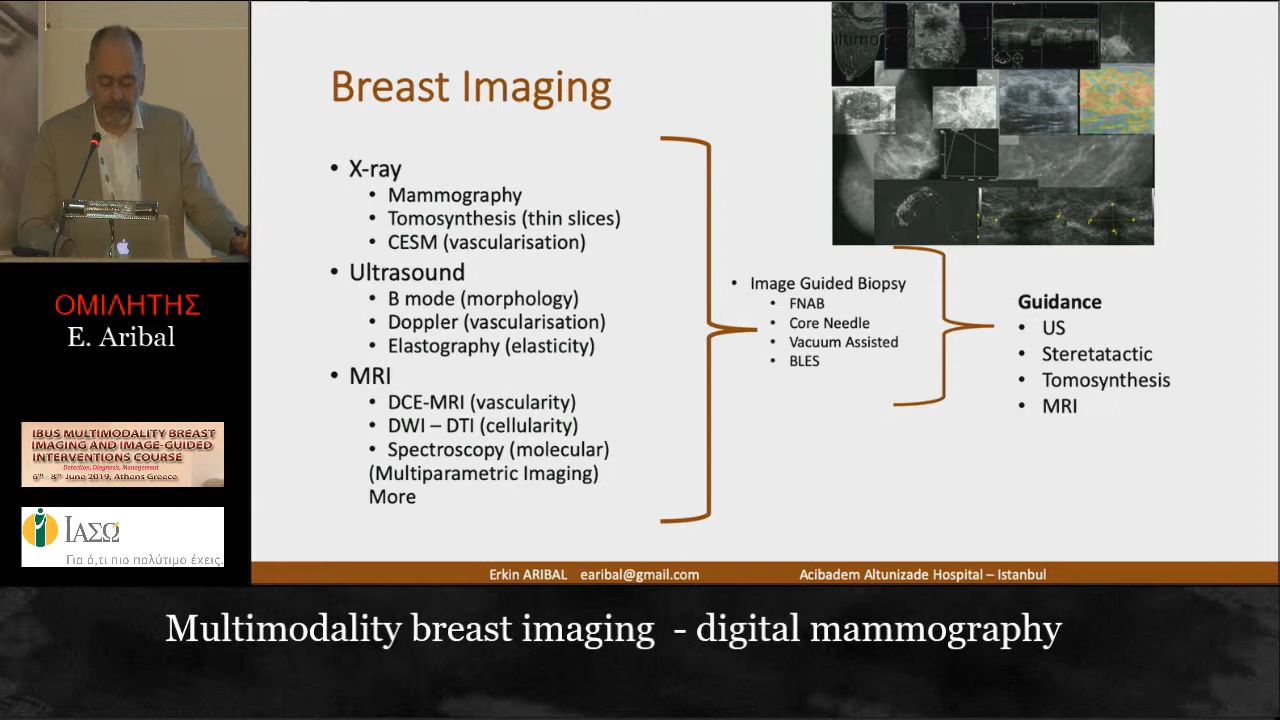 Breast Imaging
• X-ray
• Mammography
• Tomosynthesis (thin slices)
• CESM (vascularisation)
• Ultrasound
• B mode (morphology)
• Doppler (vascularisation)
• Elastography (elasticity)
• MRI
• DCE-MRI (vascularity)
• DWI – DTI (cellularity)
• Spectroscopy (molecular)
(Multiparametric Imaging)
More
• Image Guided Biopsy
• FNAB
• Core Needle
• Vacuum Assisted
• BLES
Guidance
• US
• Steretatactic
• Tomosynthesis
• MRI
Erkin ARIBAL earibal@gmail.com Acibadem Altunizade Hospital – Istanbul
ΟΜΙΛΗΤΗΣ
E. Aribal
IBUS MULTIMODALITY BREAST
IMAGING AND IMAGE-GUIDED
INTERVENTIONS COURSE
Detection, Diagnosis, Management
6th - 8th June 2019, Athens Greece
ΙΑΣΩ
Για ό,τι πιο πολύτιμο έχεις.
Multimodality breast imaging - digital mammography